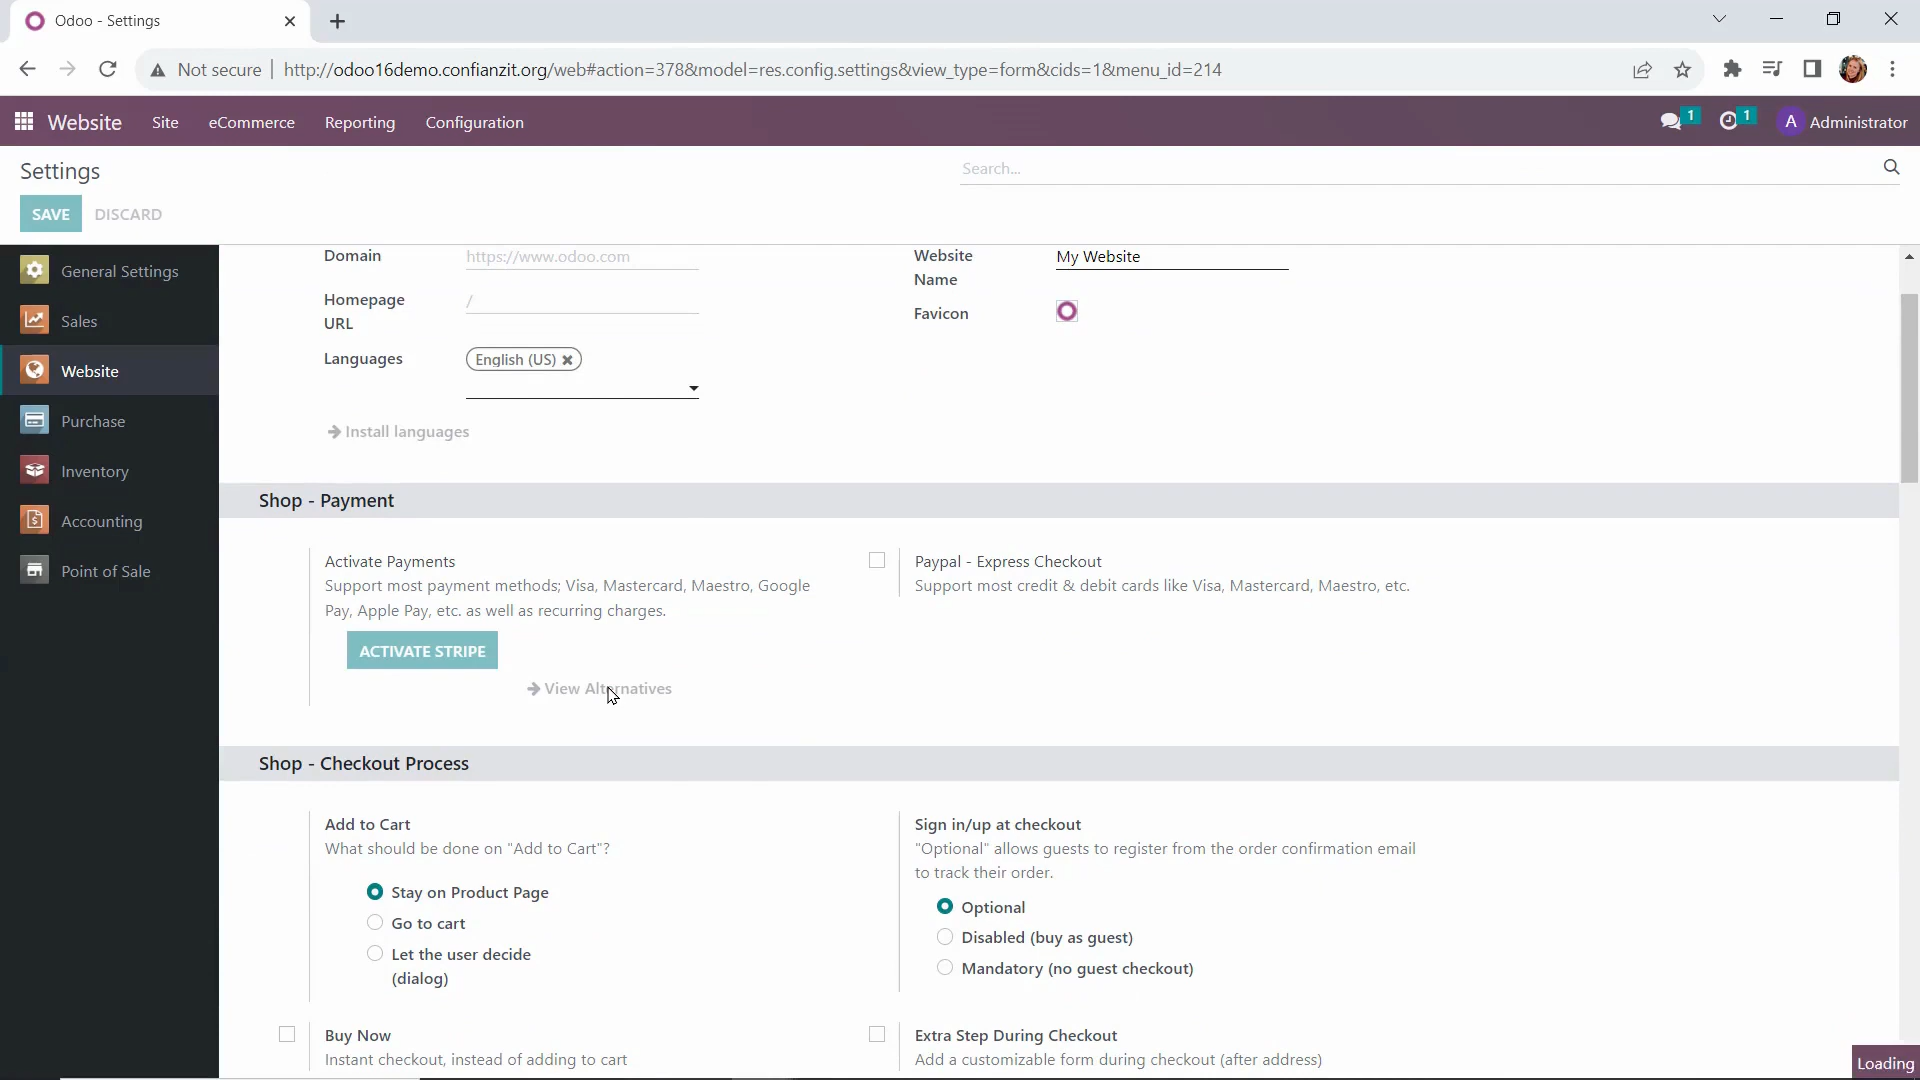 Odoo - Settings
Not secure
http://odoo16demo.confianzit.org/web#action=378&model=res.config.settings&view_type=form&cids=1&menu_id=214
Website
Site
eCommerce
Reporting
Configuration
1
1
A
Administrator
Settings
Search...
SAVE
DISCARD
General Settings
Sales
Website
Purchase
Inventory
Accounting
Point of Sale
Domain
https://www.odoo.com
Homepage
URL
/
Languages
English (US)
Install languages
Website
Name
My Website
Favicon
Shop - Payment
Activate Payments
Support most payment methods; Visa, Mastercard, Maestro, Google
Pay, Apple Pay, etc. as well as recurring charges.
ACTIVATE STRIPE
View Alternatives
Paypal - Express Checkout
Support most credit & debit cards like Visa, Mastercard, Maestro, etc.
Shop - Checkout Process
Add to Cart
What should be done on "Add to Cart"?
Stay on Product Page
Go to cart
Let the user decide
(dialog)
Sign in/up at checkout
"Optional" allows guests to register from the order confirmation email
to track their order.
Optional
Disabled (buy as guest)
Mandatory (no guest checkout)
Buy Now
Instant checkout, instead of adding to cart
Extra Step During Checkout
Add a customizable form during checkout (after address)
Loading